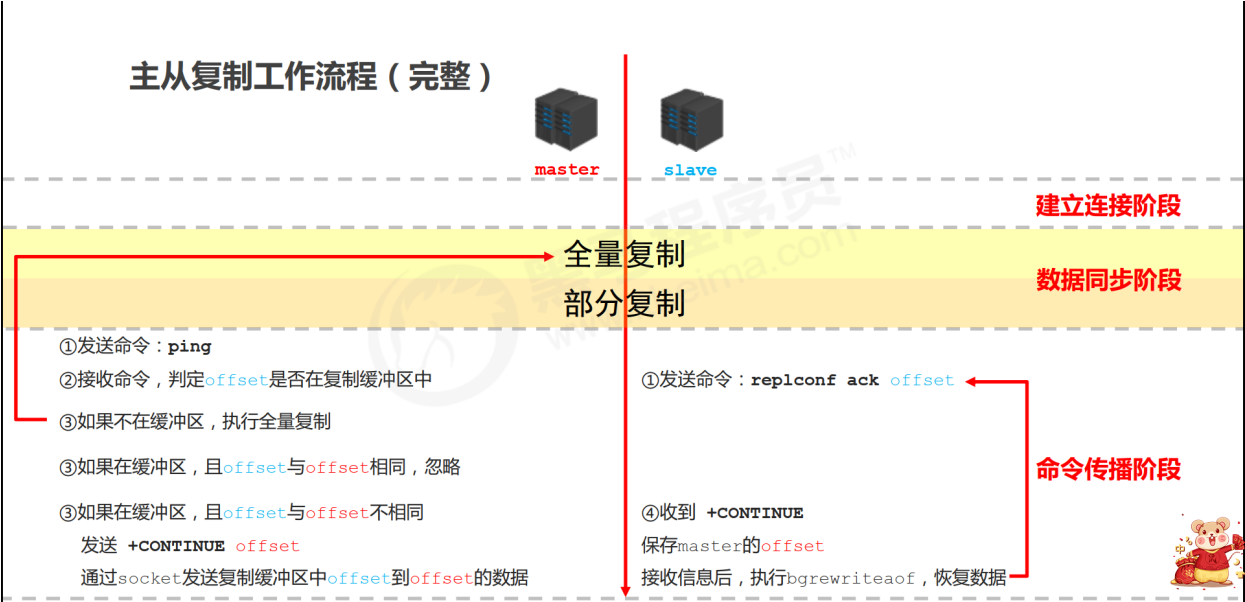 主从复制工作流程（完整）
master
slave
建立连接阶段
全量复制
部分复制
数据同步阶段
①发送命令：ping
②接收命令，判定offset是否在复制缓冲区中
①发送命令：replconf ack offset
③如果不在缓冲区，执行全量复制
③如果在缓冲区，且offset与offset相同，忽略
命令传播阶段
③如果在缓冲区，且offset与offset不相同
④收到 +CONTINUE
发送 +CONTINUE offset
保存master的offset
通过socket发送复制缓冲区中offset到offset的数据
接收信息后，执行bgrewriteaof，恢复数据
程序员™